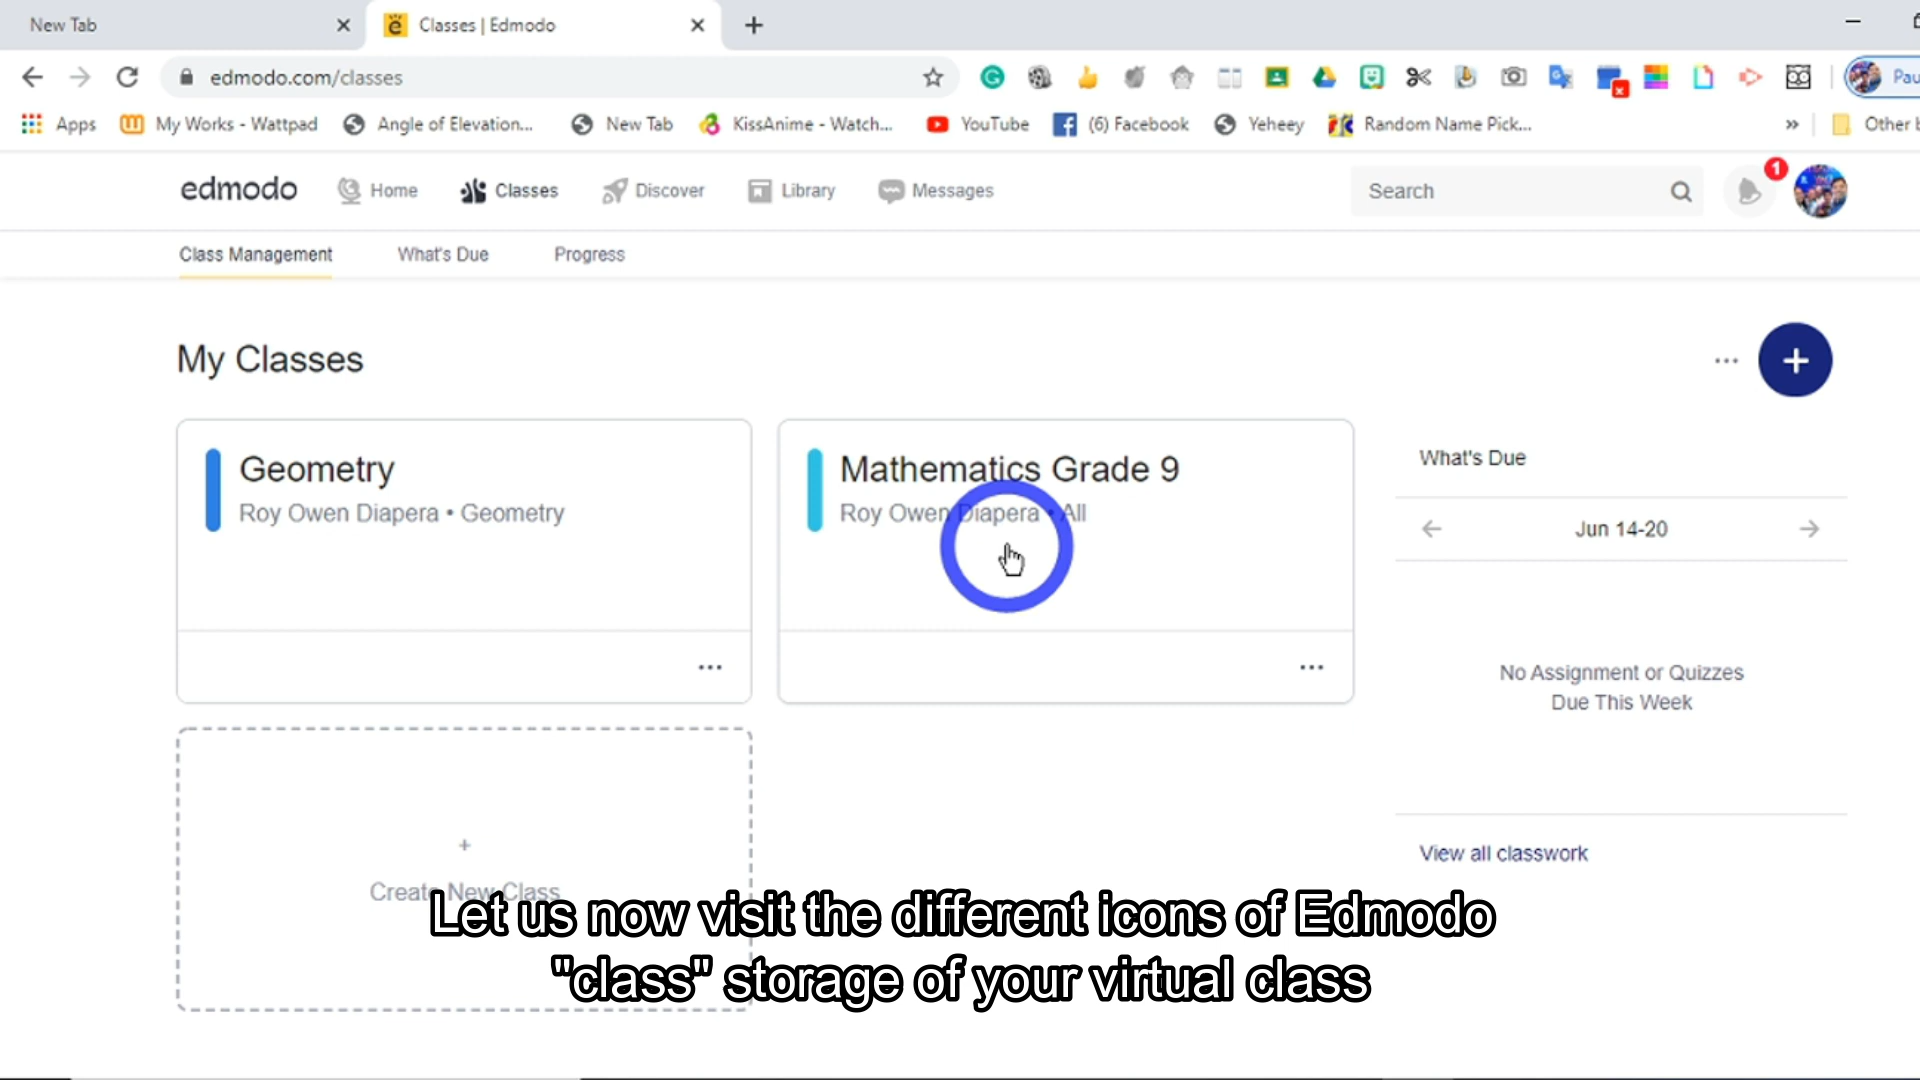 New Tab
Classes | Edmodo
edmodo.com/classes
Apps
My Works - Wattpad
Angle of Elevation...
New Tab
KissAnime - Watch...
YouTube
(6) Facebook
Yeheey
Random Name Pick...
»
edmodo
Home
Classes
Discover
Library
Messages
Search
1
Class Management
What's Due
Progress
My Classes
Geometry
Roy Owen Diapera • Geometry
Mathematics Grade 9
Roy Owen Diapera • All
What's Due
Jun 14-20
No Assignment or Quizzes
Due This Week
View all classwork
+
Create New Class
Let us now visit the different icons of Edmodo
"class" storage of your virtual class